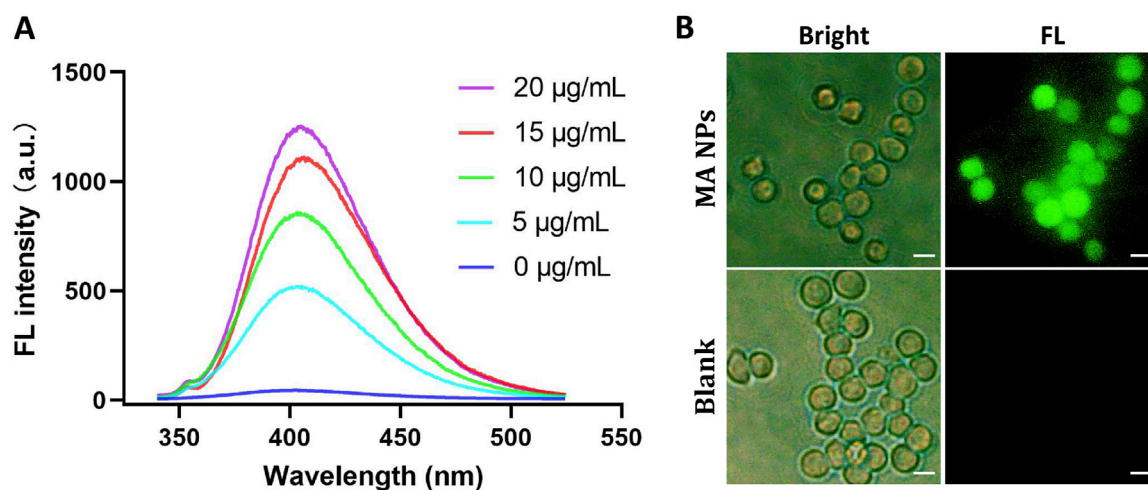 A
1500
1000
500
0
FL intensity (a.u.)
350
400
450
500
550
Wavelength (nm)
20 µg/mL
15 µg/mL
10 µg/mL
5 µg/mL
0 µg/mL
B
Bright
FL
MA NPs
Blank